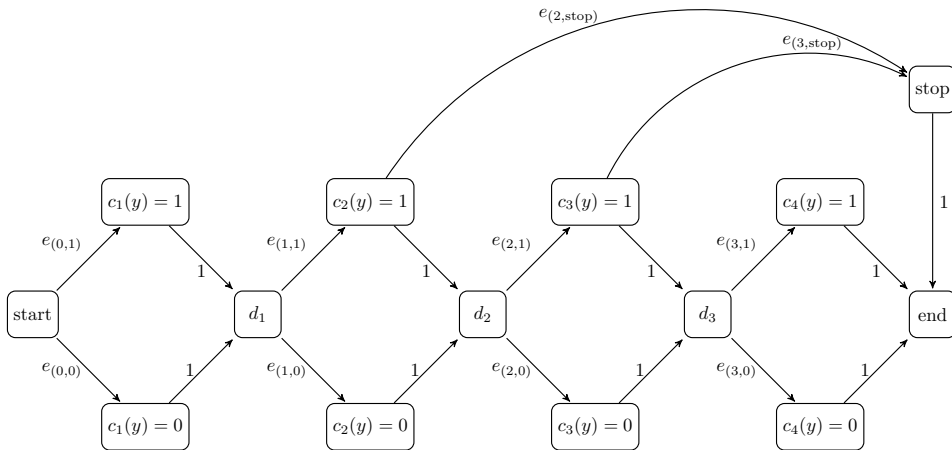 e_{(2,stop)}
e_{(3,stop)}
stop
c_1(y) = 1
c_2(y) = 1
c_3(y) = 1
c_4(y) = 1
1
e_{(0,1)}
1
e_{(1,1)}
1
e_{(2,1)}
1
e_{(3,1)}
1
start
d_1
d_2
d_3
end
e_{(0,0)}
1
e_{(1,0)}
1
e_{(2,0)}
1
e_{(3,0)}
1
c_1(y) = 0
c_2(y) = 0
c_3(y) = 0
c_4(y) = 0